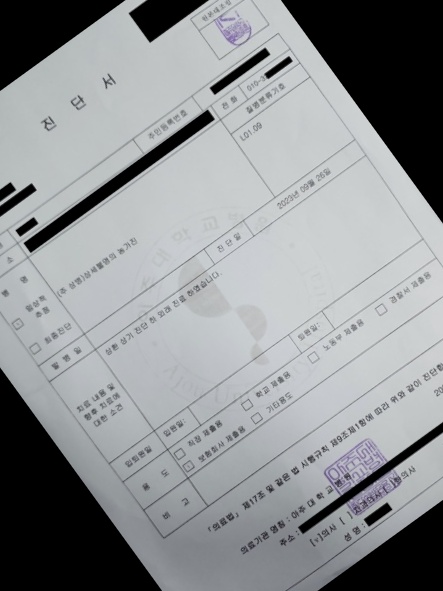 원본대조필
진 단 서
주민등록번호
전 화
010-3
질병분류기호
L01.09
소
병 명
(주 상병)상세불명의 농가진
임상적 추정
최종진단
발 병 일
진 단 일
2023년 09월 26일
치료 내용 및
향후 치료에
대한 소견
상환 상기 진단 하 외래 진료 하였습니다.
입퇴원일
입원일:
퇴원일:
용 도
직장 제출용
학교 제출용
노동부 제출용
경찰서 제출용
보험회사 제출용
기타용도
비 고
「의료법」 제17조 및 같은 법 시행규칙 제9조제1항에 따라 위와 같이 진단합
의료기관 명칭 : 아주 대 학 교 병 원
주소 :
[v]의사 [ ]치과의사 [ ]한의사
성 명 :